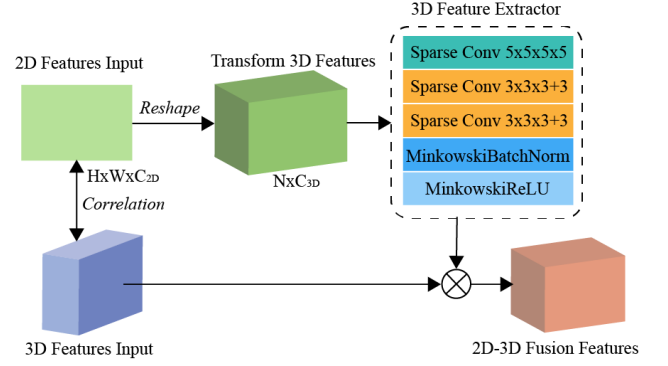 3D Feature Extractor
2D Features Input
Transform 3D Features
Sparse Conv 5x5x5x5
Sparse Conv 3x3x3+3
Sparse Conv 3x3x3+3
MinkowskiBatchNorm
MinkowskiReLU
Reshape
HxWxC2D
NxC3D
Correlation
3D Features Input
2D-3D Fusion Features